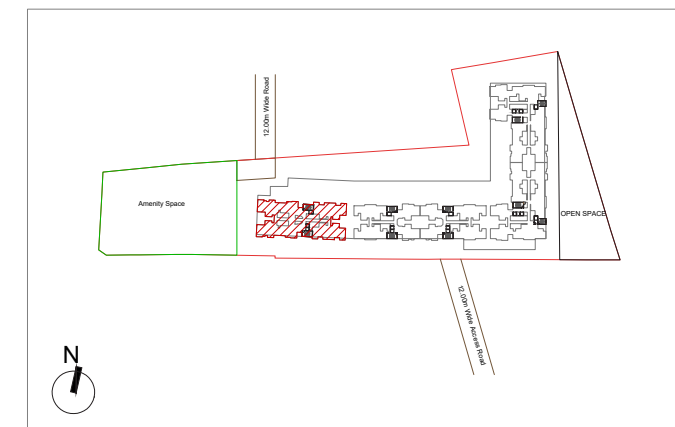 12.00m Wide Road
Amenity Space
OPEN SPACE
12.00m Wide Access Road
N